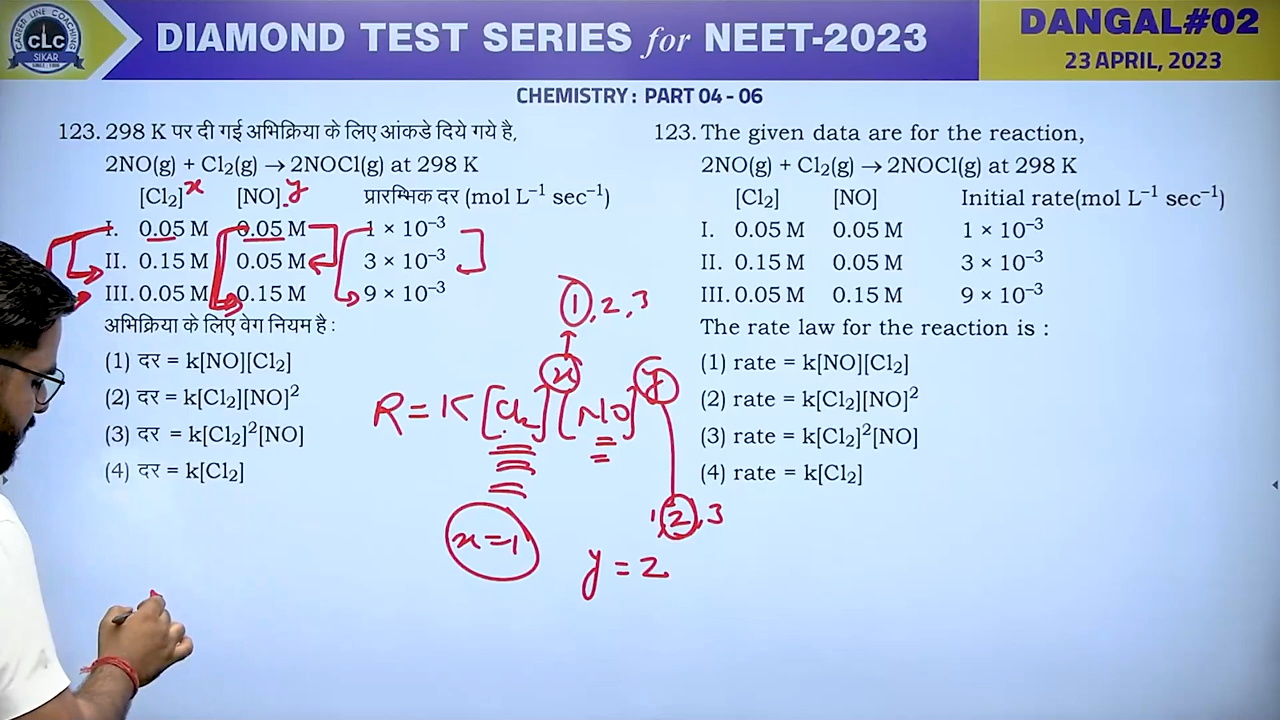 CAREER LINE COACHING
CLC
SIKAR
SINCE : 1996
DIAMOND TEST SERIES for NEET-2023
DANGAL#02
23 APRIL, 2023
CHEMISTRY : PART 04 - 06
123. 298 K पर दी गई अभिक्रिया के लिए आंकडे दिये गये है,
2NO(g) + Cl₂(g) → 2NOCl(g) at 298 K
[Cl₂]ˣ [NO]ʸ प्रारम्भिक दर (mol L⁻¹ sec⁻¹)
I. 0.05 M 0.05 M 1 × 10⁻³
II. 0.15 M 0.05 M 3 × 10⁻³
III. 0.05 M 0.15 M 9 × 10⁻³
अभिक्रिया के लिए वेग नियम है :
(1) दर = k[NO][Cl₂]
(2) दर = k[Cl₂][NO]²
(3) दर = k[Cl₂]²[NO]
(4) दर = k[Cl₂]
1, 2, 3
R = K [Cl₂]ˣ [NO]ʸ
1, 2, 3
x = 1
y = 2
123. The given data are for the reaction,
2NO(g) + Cl₂(g) → 2NOCl(g) at 298 K
[Cl₂] [NO] Initial rate(mol L⁻¹ sec⁻¹)
I. 0.05 M 0.05 M 1 × 10⁻³
II. 0.15 M 0.05 M 3 × 10⁻³
III. 0.05 M 0.15 M 9 × 10⁻³
The rate law for the reaction is :
(1) rate = k[NO][Cl₂]
(2) rate = k[Cl₂][NO]²
(3) rate = k[Cl₂]²[NO]
(4) rate = k[Cl₂]